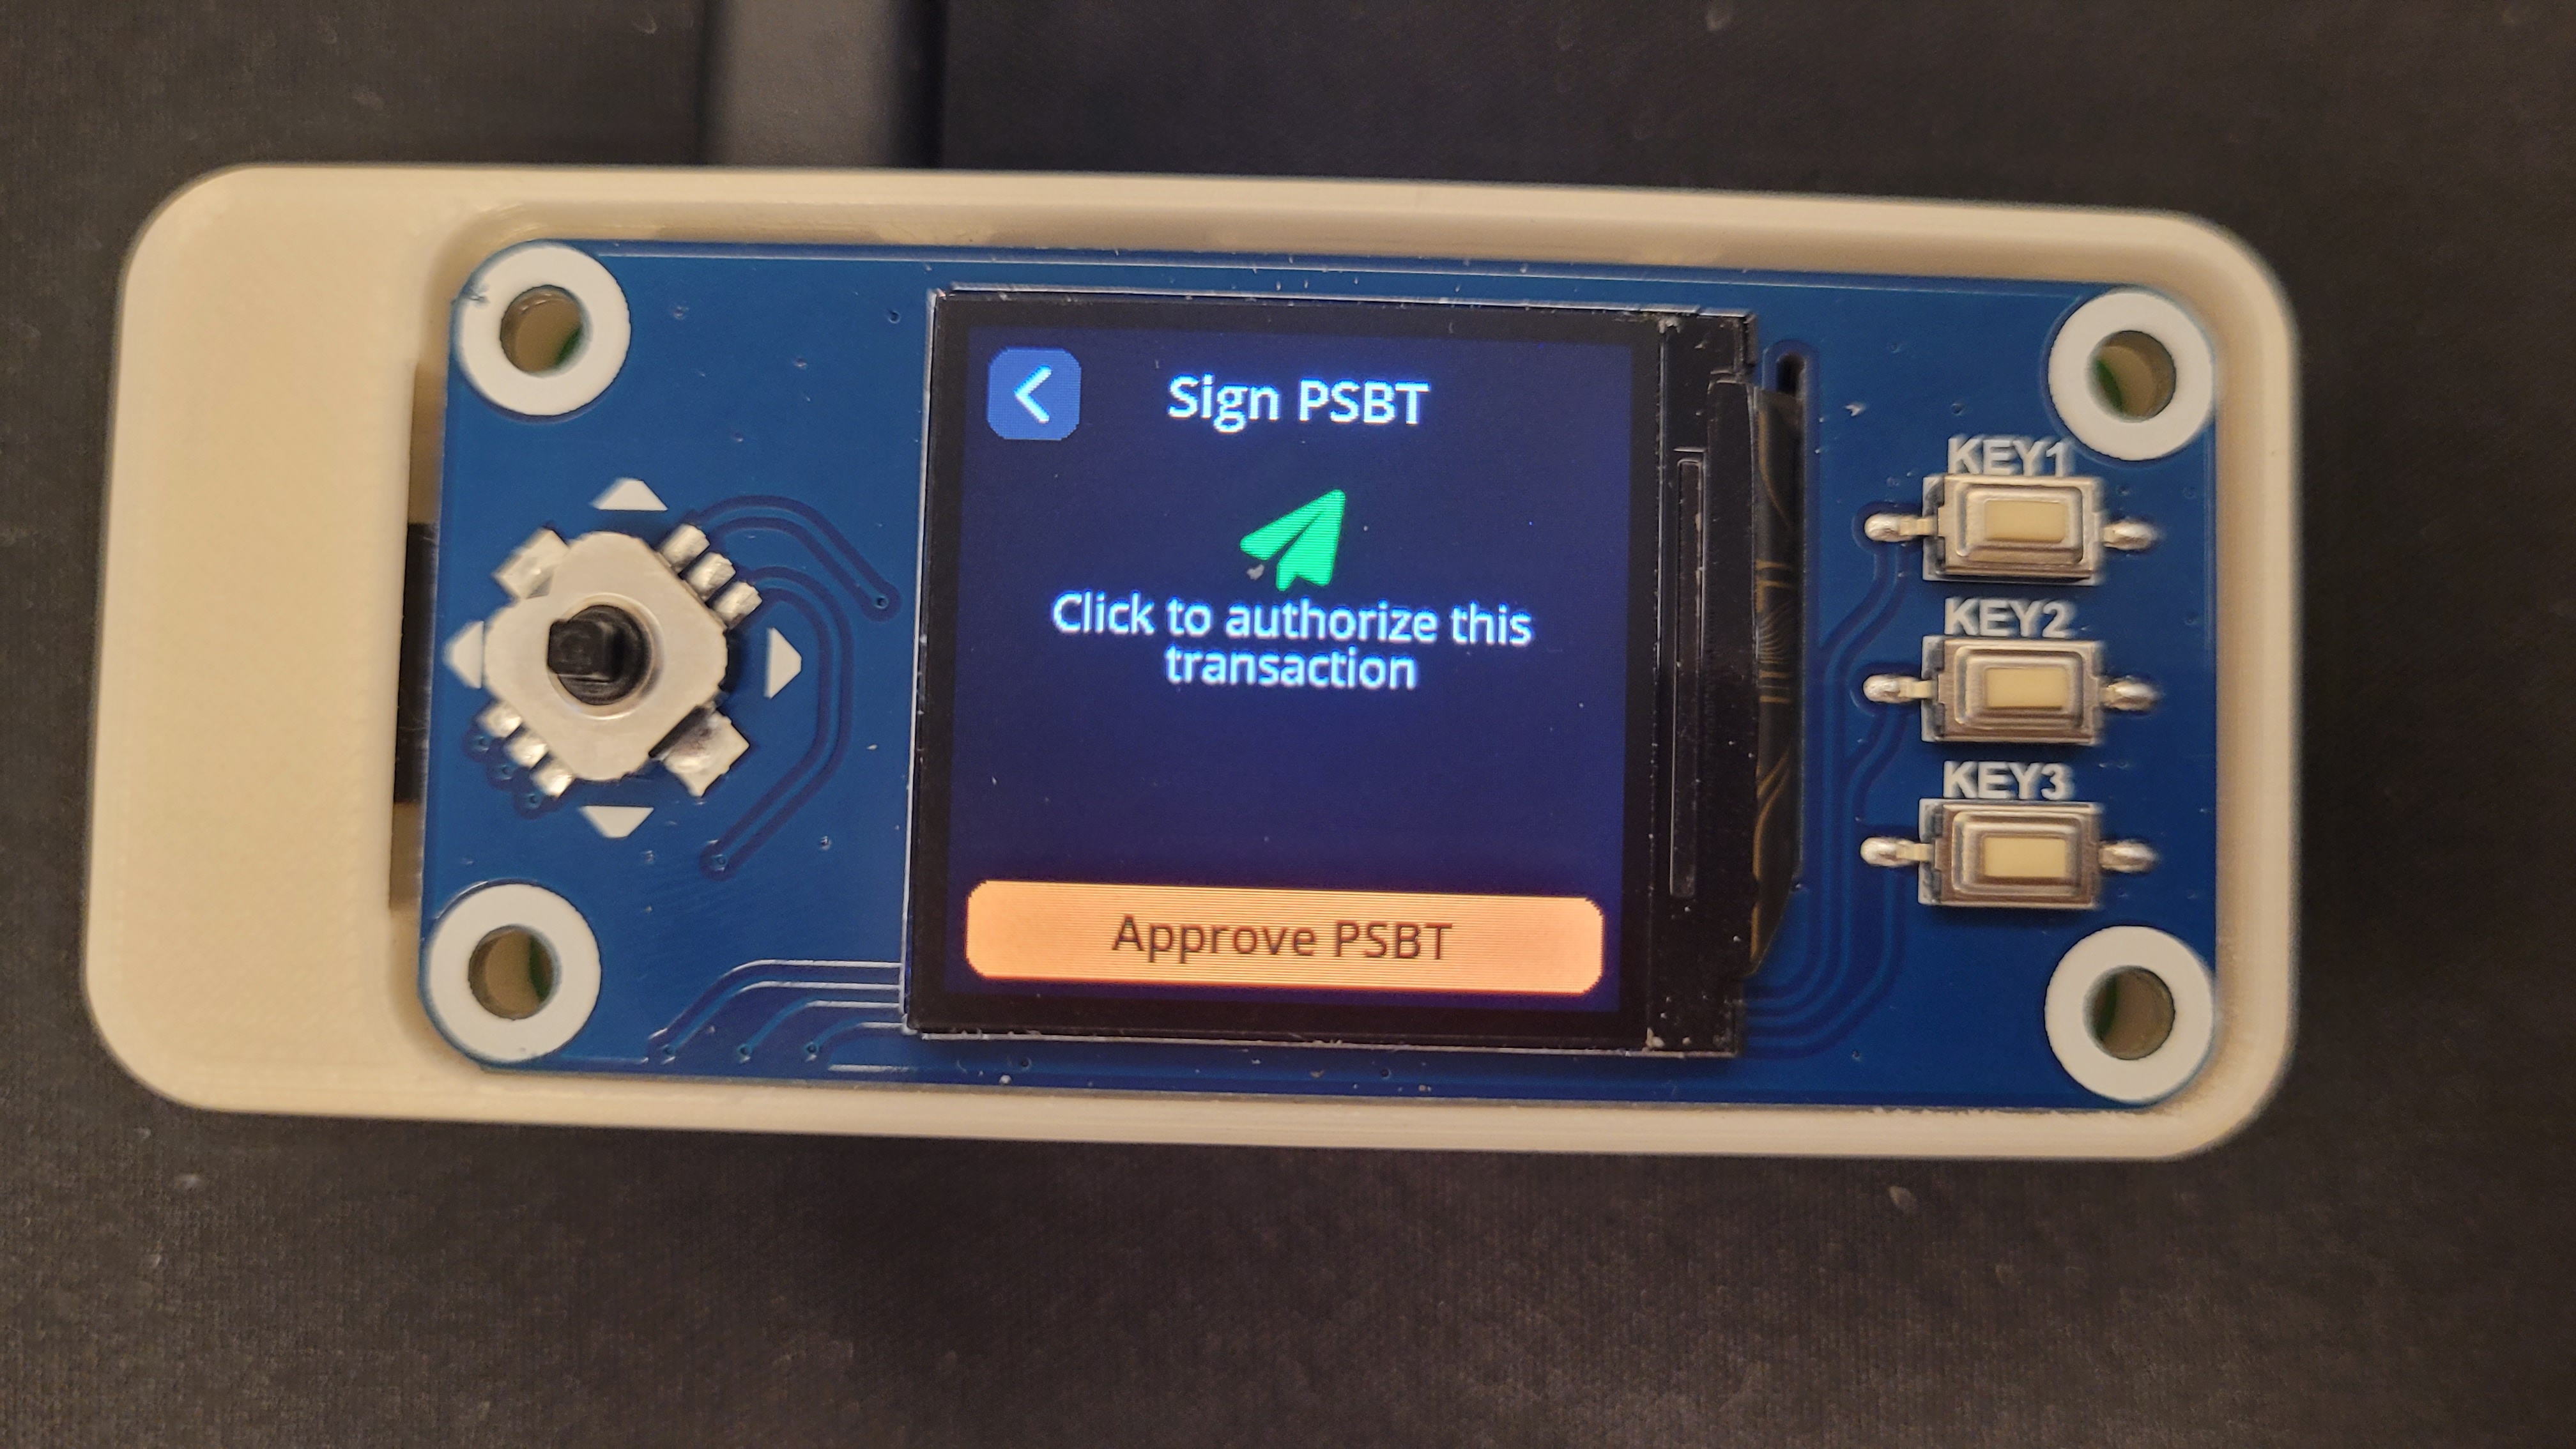 Sign PSBT
Click to authorize this
transaction
Approve PSBT
KEY1
KEY2
KEY3